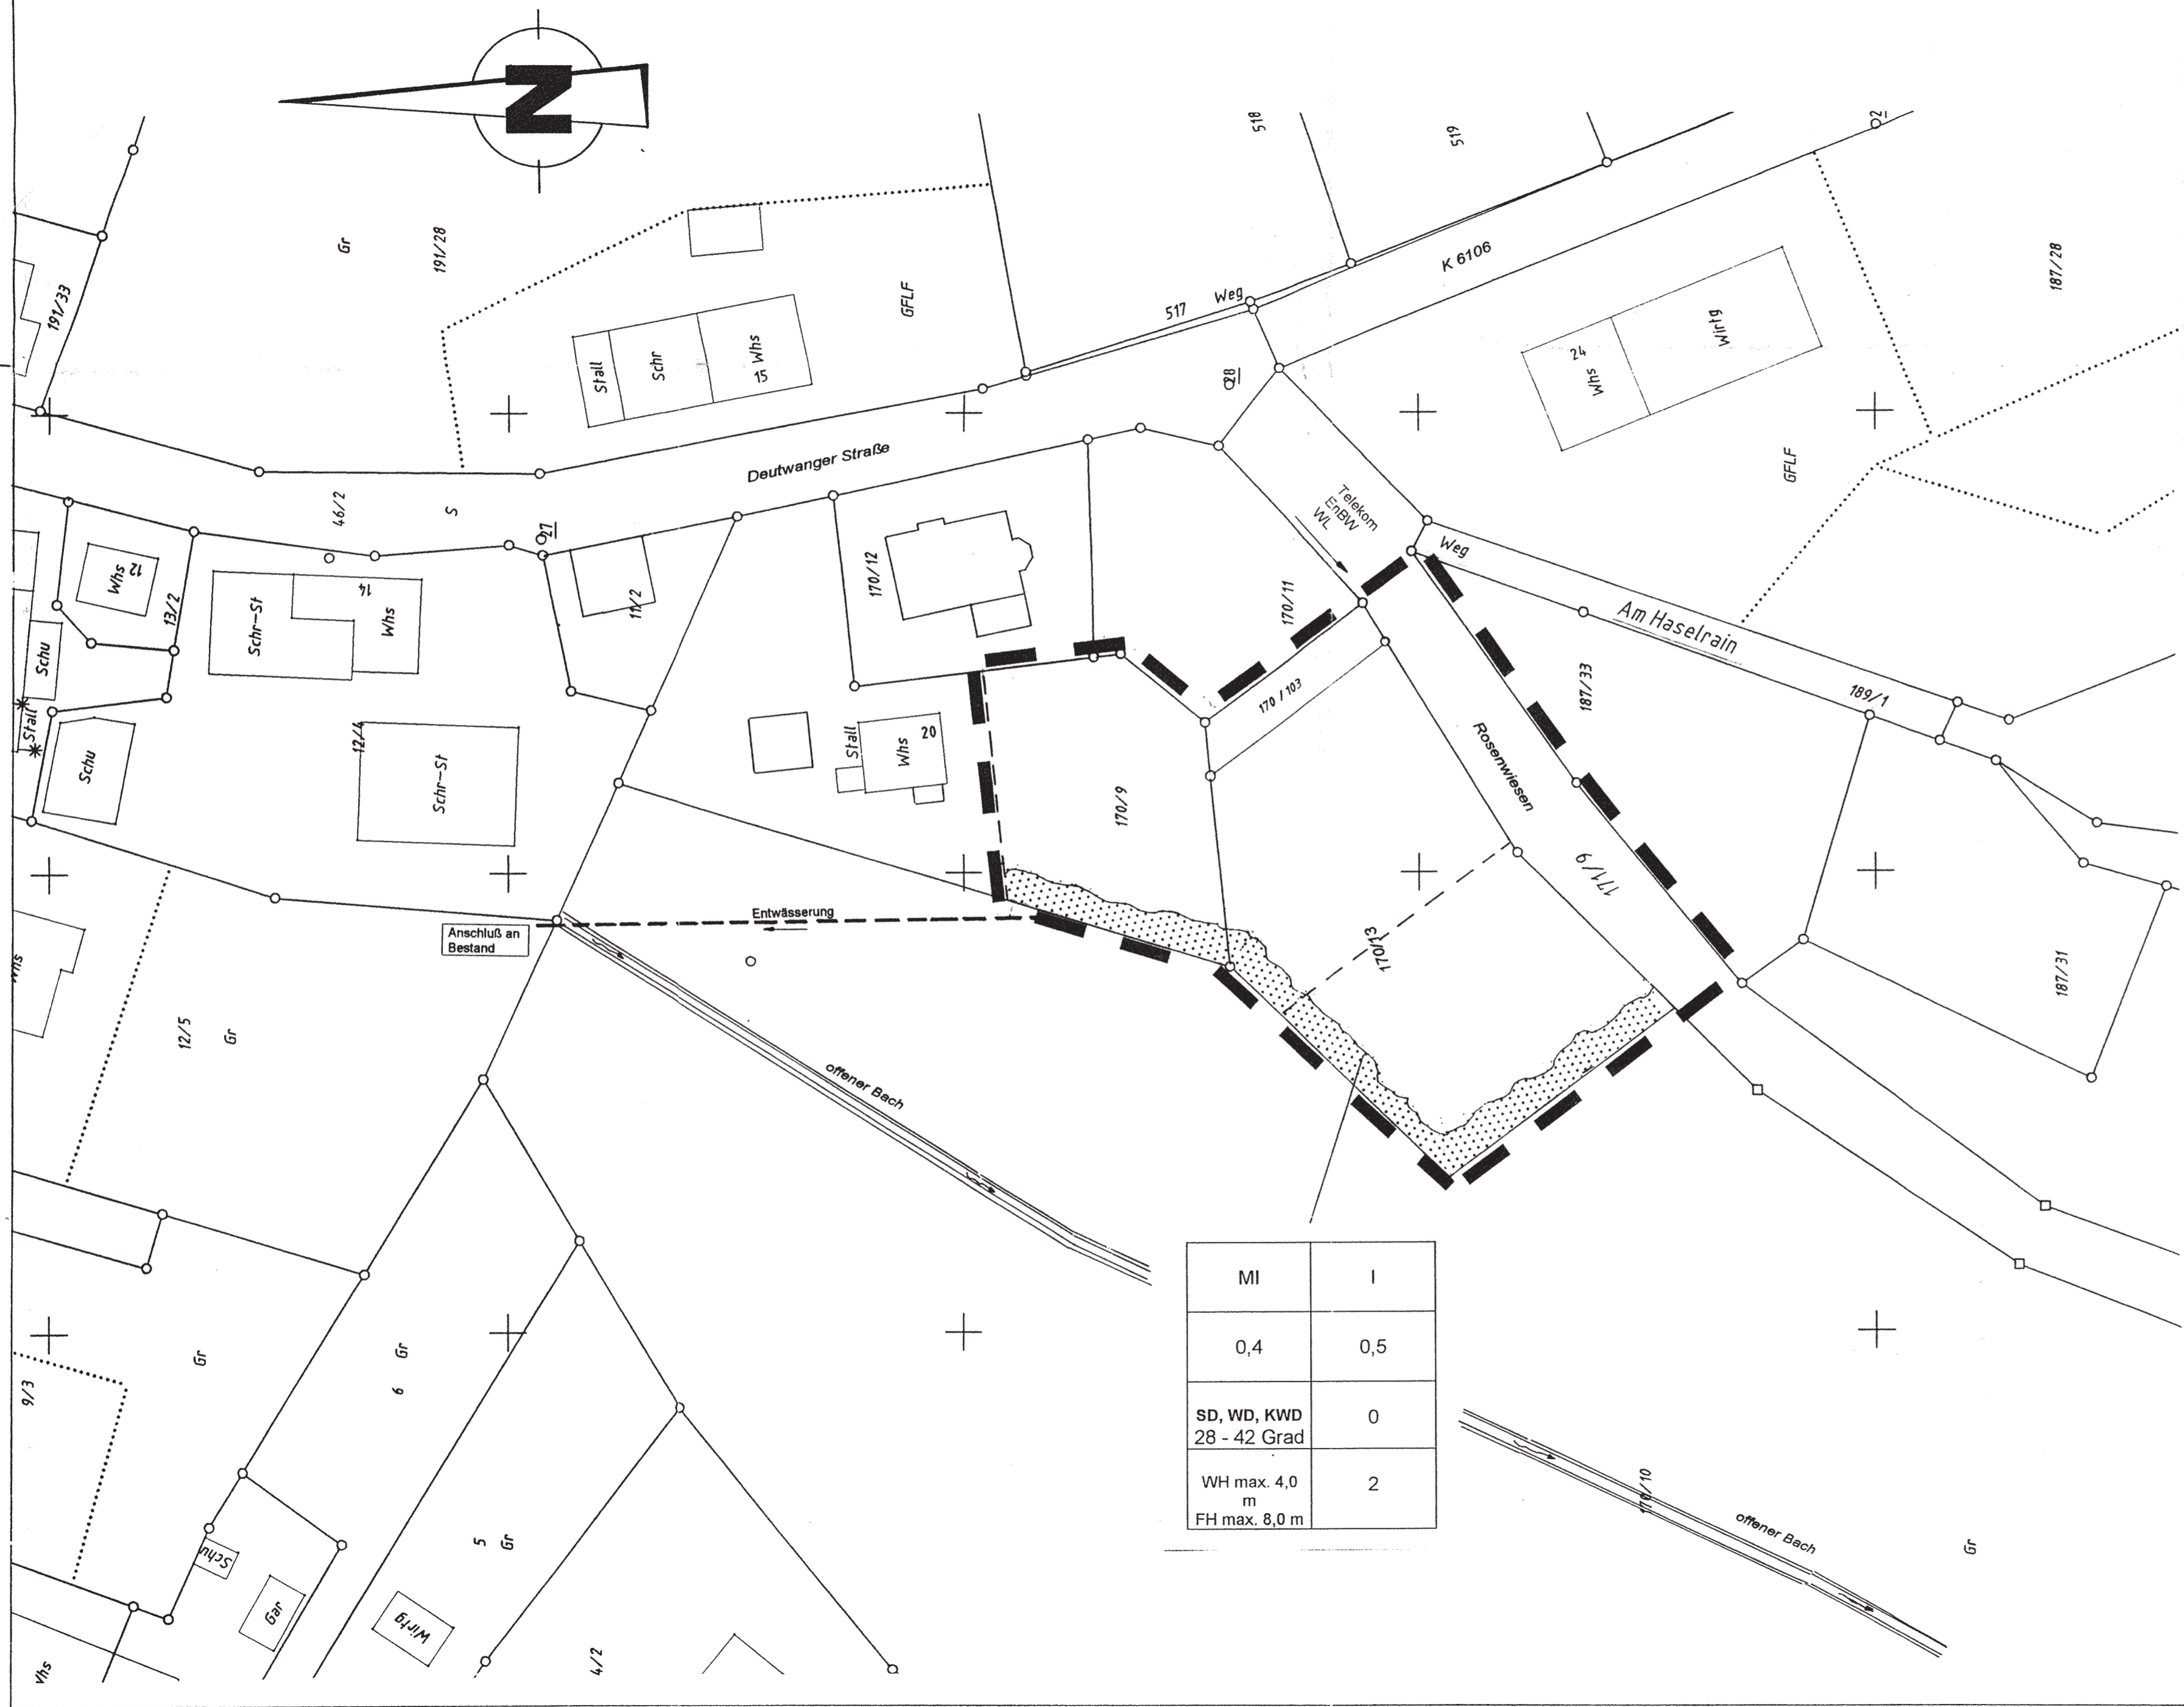 N
518
519
2
Gr
191/28
191/33
GFLF
K 6106
187/28
517
Weg
Stall
Schr
Whs
15
28
24
Whs
Wirtg
GFLF
Deutwanger Straße
46/2
S
27
Telekom
EnBW
WL
Weg
Am Haselrain
Whs
12
13/2
Schr-St
14
Whs
11/2
170/12
170/11
187/33
189/1
Schu
Stall
Schu
12/4
Schr-St
Stall
Whs
20
170/103
170/9
Rosenwiesen
171/9
170/13
187/31
Entwässerung
Anschluß an
Bestand
Whs
12/5
Gr
offener Bach
MI
I
0,4
0,5
SD, WD, KWD
28 - 42 Grad
0
WH max. 4,0
m
FH max. 8,0 m
2
9/3
Gr
Gr
6
5
Gr
Schu
Gar
Wirtg
4/2
170/10
offener Bach
Gr